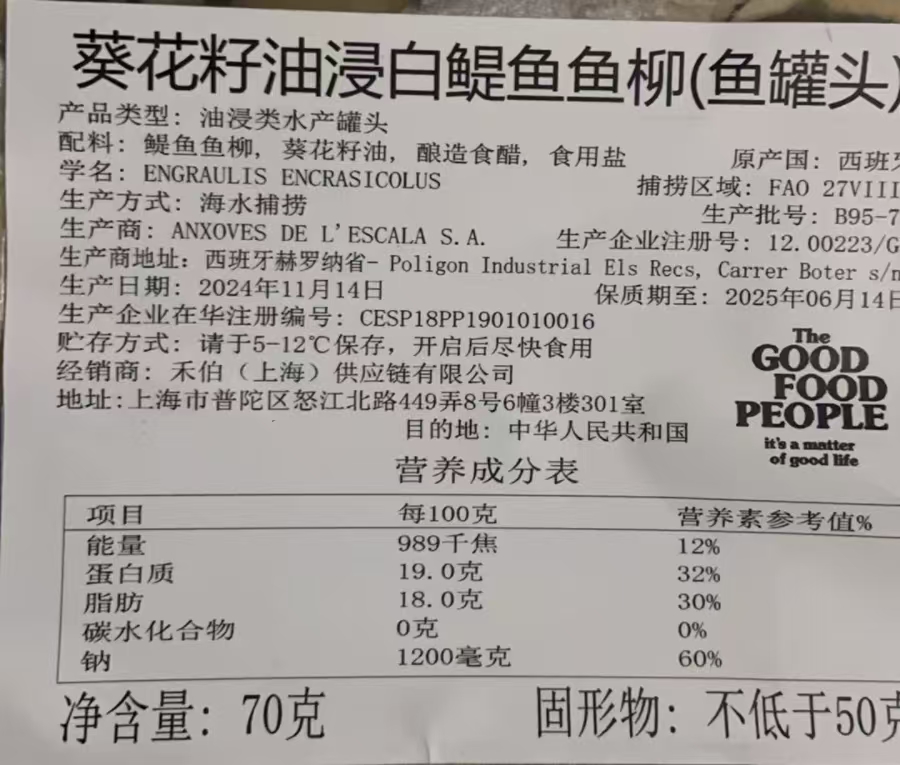 葵花籽油浸白鳀鱼鱼柳(鱼罐头)
产品类型: 油浸类水产罐头
配料: 鳀鱼鱼柳, 葵花籽油, 酿造食醋, 食用盐 原产国: 西班牙
学名: ENGRAULIS ENCRASICOLUS 捕捞区域: FAO 27VIII
生产方式: 海水捕捞 生产批号: B95-7
生产商: ANXOVES DE L'ESCALA S.A. 生产企业注册号: 12.00223/G
生产商地址: 西班牙赫罗纳省- Poligon Industrial Els Recs, Carrer Boter s/n
生产日期: 2024年11月14日 保质期至: 2025年06月14日
生产企业在华注册编号: CESP18PP1901010016
贮存方式: 请于5-12℃保存, 开启后尽快食用
经销商: 禾伯（上海）供应链有限公司
地址:上海市普陀区怒江北路449弄8号6幢3楼301室
目的地: 中华人民共和国
The
GOOD
FOOD
PEOPLE
it's a matter
of good life
营养成分表
项目 每100克 营养素参考值%
能量 989千焦 12%
蛋白质 19.0克 32%
脂肪 18.0克 30%
碳水化合物 0克 0%
钠 1200毫克 60%
净含量: 70克 固形物: 不低于50克